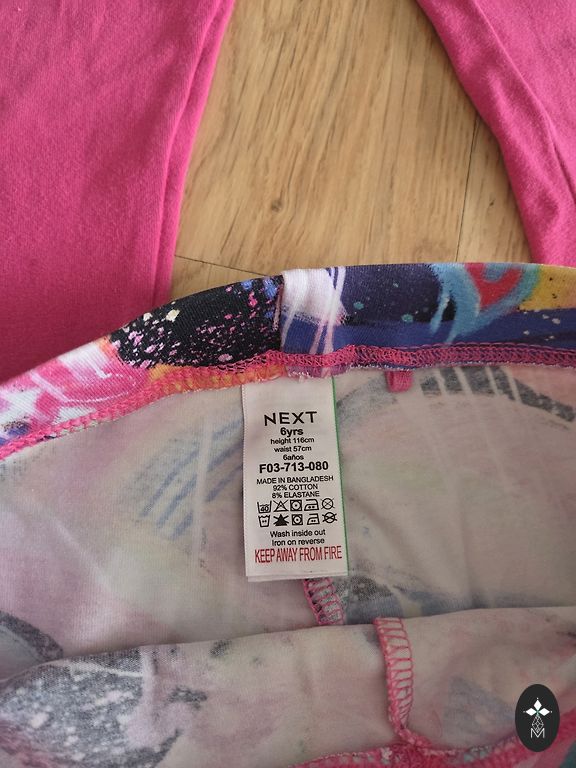 NEXT
6yrs
height 116cm
waist 57cm
6años
F03-713-080
MADE IN BANGLADESH
92% COTTON
8% ELASTANE
40
Wash inside out
Iron on reverse
KEEP AWAY FROM FIRE
M